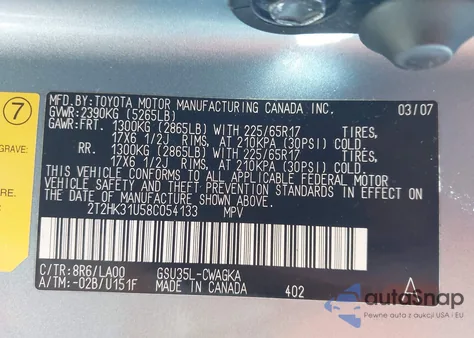 7
GRAVE:
MFD.BY:TOYOTA MOTOR MANUFACTURING CANADA INC.
GVWR:2390KG (5265LB) 03/07
GAWR:FRT. 1300KG (2865LB) WITH 225/65R17 TIRES,
17X6 1/2J RIMS, AT 210KPA (30PSI) COLD.
RR. 1300KG (2865LB) WITH 225/65R17 TIRES,
17X6 1/2J RIMS, AT 210KPA (30PSI) COLD.
THIS VEHICLE CONFORMS TO ALL APPLICABLE FEDERAL MOTOR
VEHICLE SAFETY AND THEFT PREVENTION STANDARDS IN EFFECT ON
THE DATE OF MANUFACTURE SHOWN ABOVE.
2T2HK31U58C054133 MPV
C/TR:8R6/LA00 GSU35L-CWAGKA
A/TM:-02B/U151F MADE IN CANADA 402
autoSnap
Pewne auto z USA i EU